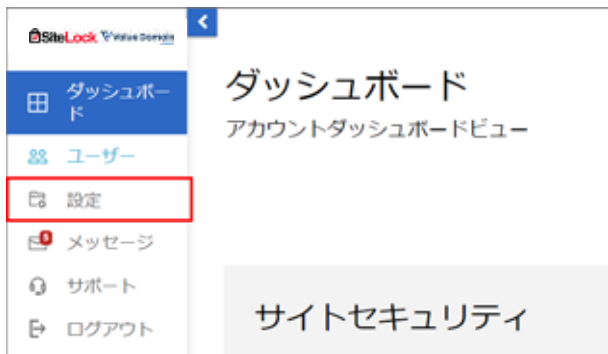 SiteLock Value Domain
ダッシュボー
ド
ユーザー
設定
5
メッセージ
サポート
ログアウト
ダッシュボード
アカウントダッシュボードビュー
サイトセキュリティ